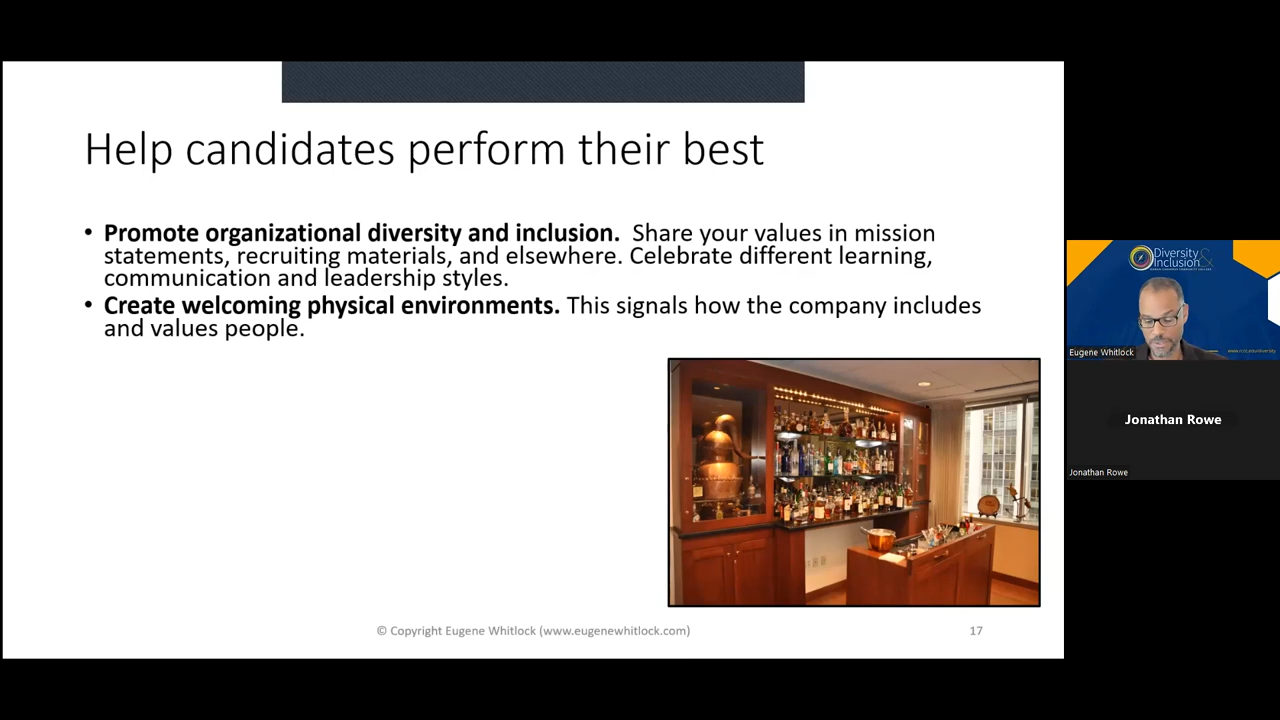 Help candidates perform their best
• Promote organizational diversity and inclusion. Share your values in mission
statements, recruiting materials, and elsewhere. Celebrate different learning,
communication and leadership styles.
• Create welcoming physical environments. This signals how the company includes
and values people.
© Copyright Eugene Whitlock (www.eugenewhitlock.com)
17
Diversity &
Inclusion
Eugene Whitlock
Jonathan Rowe
Jonathan Rowe